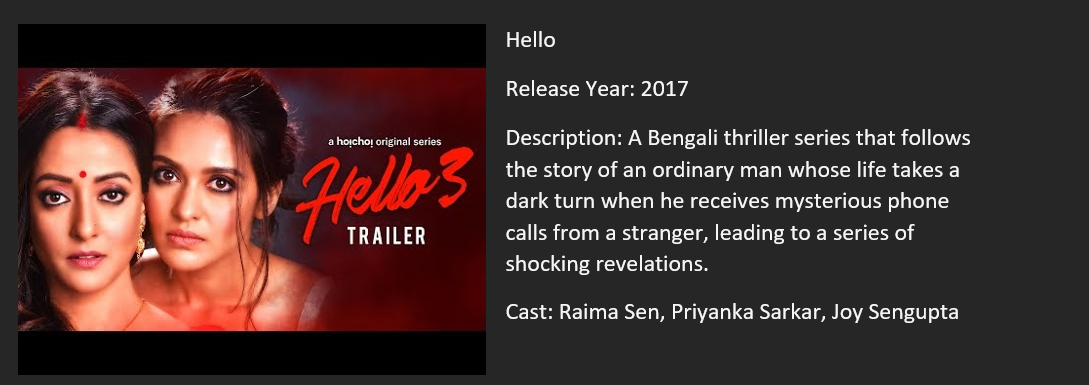 a hoichoi original series
Hello 3
TRAILER
Hello
Release Year: 2017
Description: A Bengali thriller series that follows
the story of an ordinary man whose life takes a
dark turn when he receives mysterious phone
calls from a stranger, leading to a series of
shocking revelations.
Cast: Raima Sen, Priyanka Sarkar, Joy Sengupta